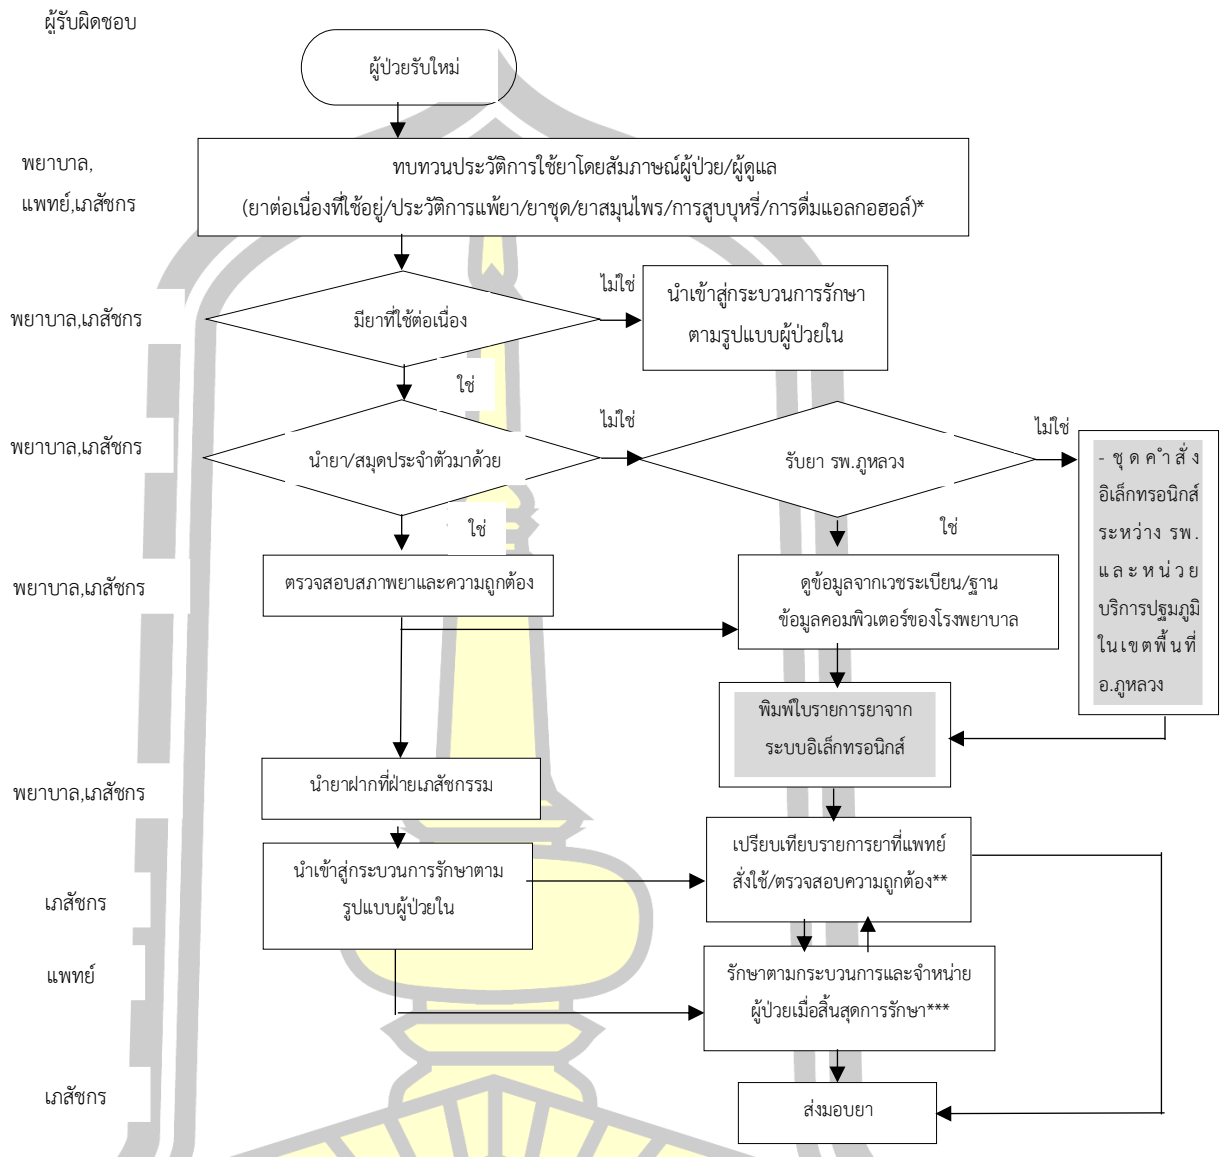 ผู้รับผิดชอบ
ผู้ป่วยรับใหม่
พยาบาล,
แพทย์,เภสัชกร
ทบทวนประวัติการใช้ยาโดยสัมภาษณ์ผู้ป่วย/ผู้ดูแล
(ยาต่อเนื่องที่ใช้อยู่/ประวัติการแพ้ยา/ยาชุด/ยาสมุนไพร/การสูบบุหรี่/การดื่มแอลกอฮอล์)*
พยาบาล,เภสัชกร
มียาที่ใช้ต่อเนื่อง
ไม่ใช่
นำเข้าสู่กระบวนการรักษา
ตามรูปแบบผู้ป่วยใน
ใช่
พยาบาล,เภสัชกร
นำยา/สมุดประจำตัวมาด้วย
ไม่ใช่
รับยา รพ.ภูหลวง
ไม่ใช่
- ชุดคำสั่ง
อิเล็กทรอนิกส์
ระหว่าง รพ.
และหน่วย
บริการปฐมภูมิ
ในเขตพื้นที่
อ.ภูหลวง
ใช่
ใช่
พยาบาล,เภสัชกร
ตรวจสอบสภาพยาและความถูกต้อง
ดูข้อมูลจากเวชระเบียน/ฐาน
ข้อมูลคอมพิวเตอร์ของโรงพยาบาล
พิมพ์ใบรายการยาจาก
ระบบอิเล็กทรอนิกส์
พยาบาล,เภสัชกร
นำยาฝากที่ฝ่ายเภสัชกรรม
เปรียบเทียบรายการยาที่แพทย์
สั่งใช้/ตรวจสอบความถูกต้อง**
นำเข้าสู่กระบวนการรักษาตาม
รูปแบบผู้ป่วยใน
เภสัชกร
แพทย์
รักษาตามกระบวนการและจำหน่าย
ผู้ป่วยเมื่อสิ้นสุดการรักษา***
เภสัชกร
ส่งมอบยา